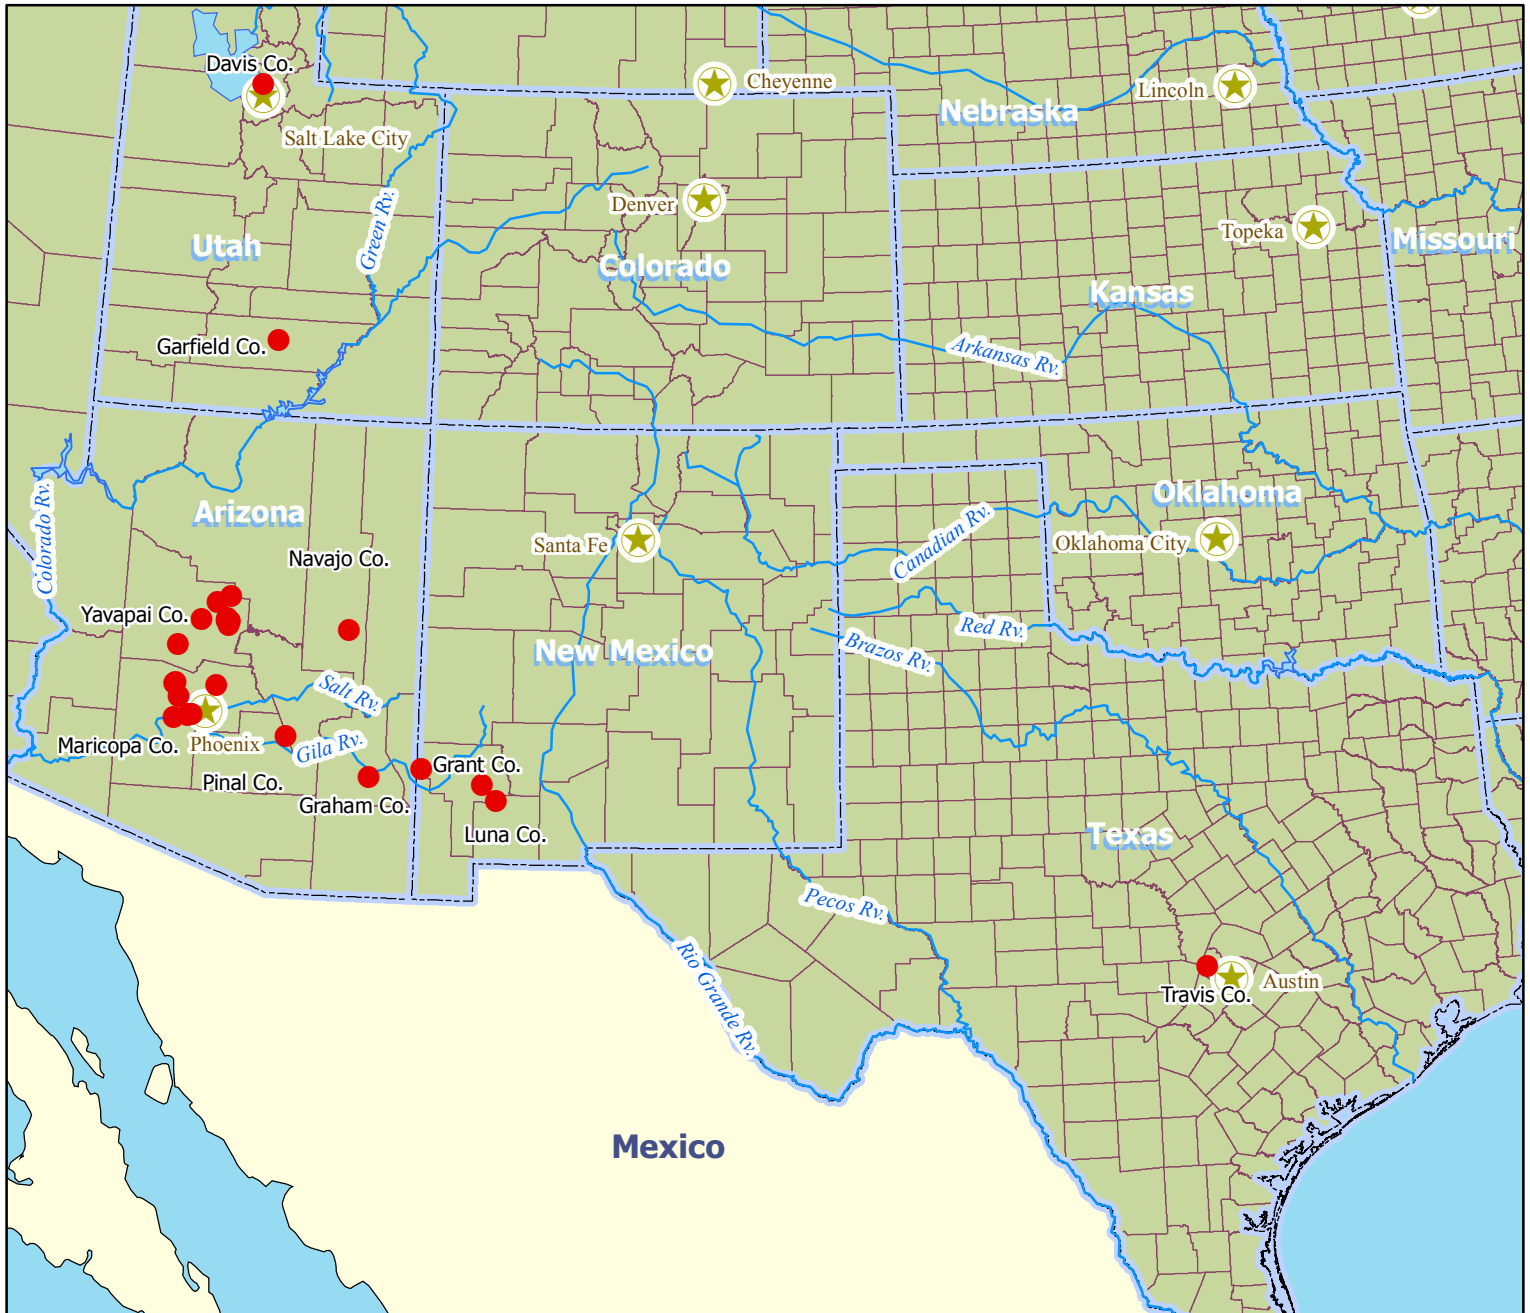 Davis Co.
Cheyenne
Lincoln
Nebraska
Salt Lake City
Denver
Green Rv.
Topeka
Utah
Missouri
Colorado
Kansas
Garfield Co.
Arkansas Rv.
Arizona
Oklahoma
Colorado Rv.
Santa Fe
Canadian Rv.
Oklahoma City
Navajo Co.
Yavapai Co.
Red Rv.
New Mexico
Brazos Rv.
Salt Rv.
Maricopa Co.
Phoenix
Gila Rv.
Grant Co.
Pinal Co.
Graham Co.
Luna Co.
Texas
Pecos Rv.
Rio Grande Rv.
Austin
Travis Co.
Mexico